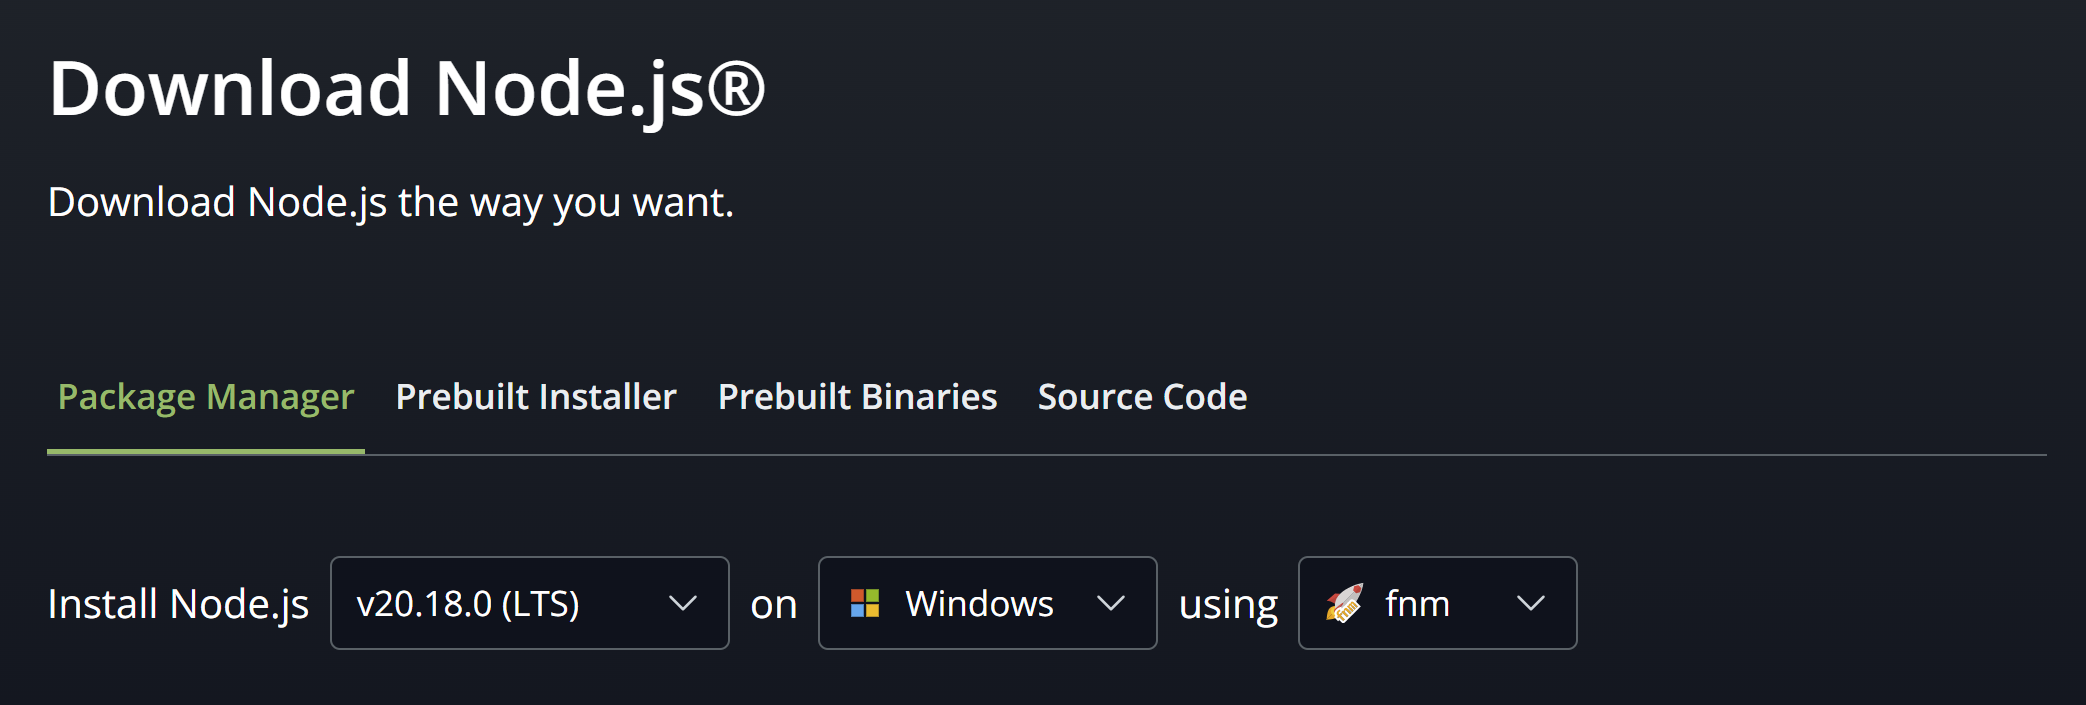 Download Node.js®
Download Node.js the way you want.
Package Manager Prebuilt Installer Prebuilt Binaries Source Code
Install Node.js v20.18.0 (LTS) on Windows using fnm fnm